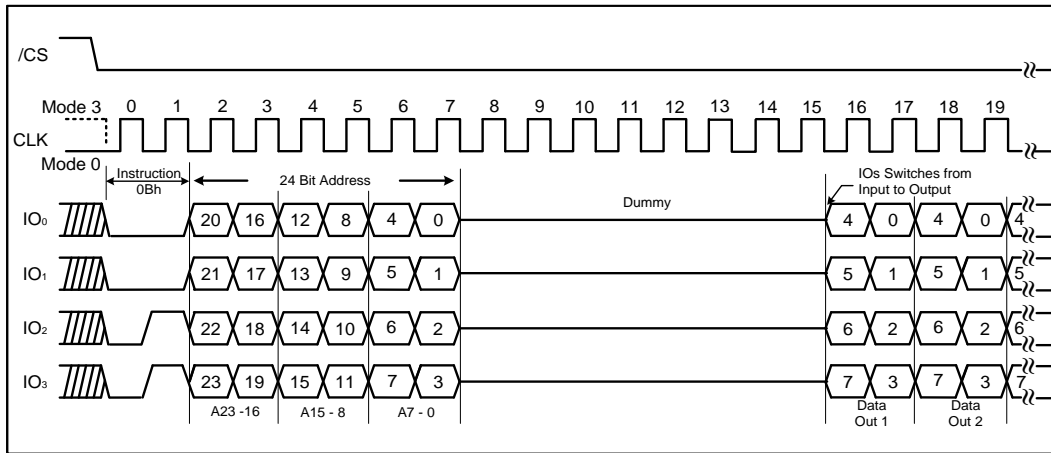 /CS
Mode 3 0 1 2 3 4 5 6 7 8 9 10 11 12 13 14 15 16 17 18 19
CLK
Mode 0
Instruction
0Bh
24 Bit Address
IOs Switches from
Input to Output
Dummy
IO0 20 16 12 8 4 0 4 0 4 0 4
IO1 21 17 13 9 5 1 5 1 5 1 5
IO2 22 18 14 10 6 2 6 2 6 2 6
IO3 23 19 15 11 7 3 7 3 7 3 7
A23 -16 A15 - 8 A7 - 0
Data
Out 1
Data
Out 2